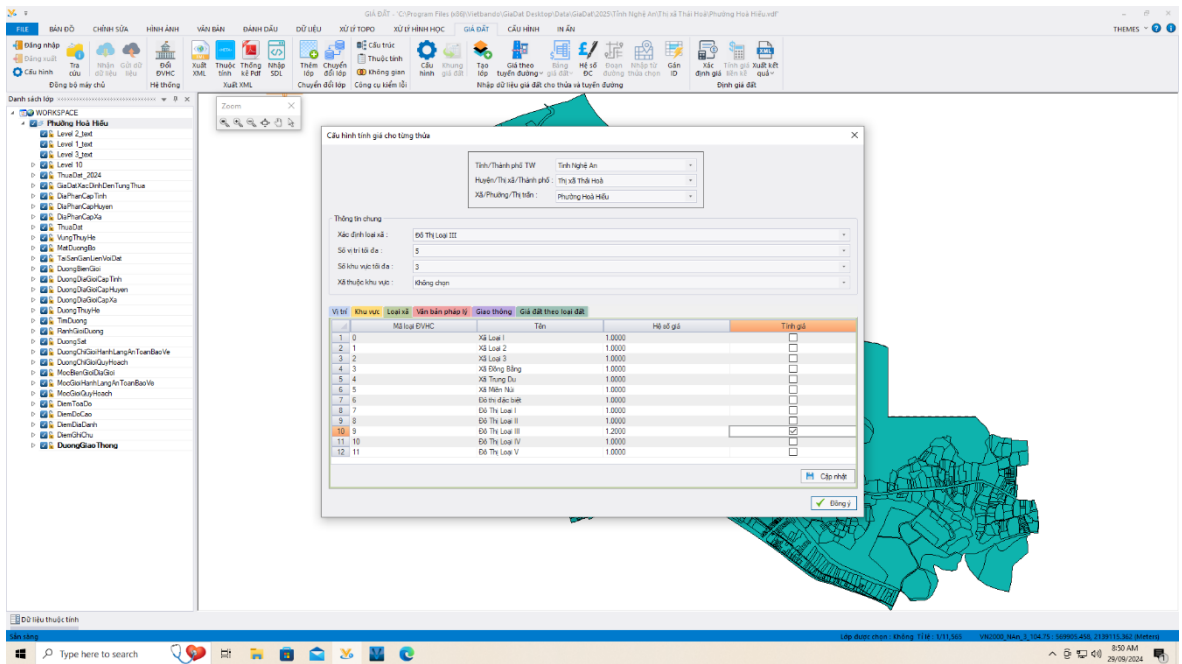 GIÁ ĐẤT - 'C:\Program Files (x86)\Vietbando\GiaDat Desktop\Data\GiaDat\2025\Tỉnh Nghệ An\Thị xã Thái Hoà\Phường Hoà Hiếu.vdf'
FILE BẢN ĐỒ CHỈNH SỬA HÌNH ẢNH VĂN BẢN ĐÁNH DẤU DỮ LIỆU XỬ LÝ TOPO XỬ LÝ HÌNH HỌC GIÁ ĐẤT CẤU HÌNH IN ẤN THEMES
Đăng nhập
Đăng xuất
Cấu hình
Tra cứu
Nhận dữ liệu
Gửi dữ liệu
Đổi ĐVHC
Xuất XML
Thuộc tính
Thống kê Pdf
Nhập SDL
Thêm lớp
Chuyển đổi lớp
Cấu trúc
Thuộc tính
Không gian
Cấu hình
Khung giá đất
Tạo lớp
Giá theo tuyến đường
Bảng giá đất
Hệ số ĐC
Đoạn đường
Nhập từ thửa chọn
Gán ID
Xác định giá
Tính giá liền kề
Xuất kết quả
Đồng bộ máy chủ Hệ thống Xuất XML Chuyển đổi lớp Công cụ kiểm lỗi Nhập dữ liệu giá đất cho thửa và tuyến đường Định giá đất
Danh sách lớp
WORKSPACE
Phường Hoà Hiếu
Level 2_text
Level 1_text
Level 3_text
Level 10
ThuaDat_2024
GiaDatXacDinhDenTungThua
DiaPhanCapTinh
DiaPhanCapHuyen
DiaPhanCapXa
ThuaDat
VungThuyHe
MatDuongBo
TaiSanGanLienVoiDat
DuongBienGioi
DuongDiaGioiCapTinh
DuongDiaGioiCapHuyen
DuongDiaGioiCapXa
DuongThuyHe
TimDuong
RanhGioiDuong
DuongSat
DuongChiGioiHanhLangAnToanBaoVe
DuongChiGioiQuyHoach
MocBienGioiDiaGioi
MocGioiHanhLangAnToanBaoVe
MocGioiQuyHoach
DiemToaDo
DiemDoCao
DiemDiaDanh
DiemGhiChu
DuongGiaoThong
Zoom
Cấu hình tính giá cho từng thửa
Tỉnh/Thành phố TW Tỉnh Nghệ An
Huyện/Thị xã/Thành phố : Thị xã Thái Hoà
Xã/Phường/Thị trấn : Phường Hoà Hiếu
Thông tin chung
Xác định loại xã : Đô Thị Loại III
Số vị trí tối đa : 5
Số khu vực tối đa : 3
Xã thuộc khu vực : Không chọn
Vị trí Khu vực Loại xã Văn bản pháp lý Giao thông Giá đất theo loại đất
Mã loại ĐVHC Tên Hệ số giá Tính giá
1 0 Xã Loại I 1.0000
2 1 Xã Loại 2 1.0000
3 2 Xã Loại 3 1.0000
4 3 Xã Đồng Bằng 1.0000
5 4 Xã Trung Du 1.0000
6 5 Xã Miền Núi 1.0000
7 6 Đô thị đặc biệt 1.0000
8 7 Đô Thị Loại I 1.0000
9 8 Đô Thị Loại II 1.0000
10 9 Đô Thị Loại III 1.2000
11 10 Đô Thị Loại IV 1.0000
12 11 Đô Thị Loại V 1.0000
Cập nhật
Đồng ý
Dữ liệu thuộc tính
Sẵn sàng
Lớp được chọn : Không Tỉ lệ : 1/11,565 VN2000_NAn_3_104.75 : 569905.458, 2139115.362 (Meters)
Type here to search
8:50 AM
29/09/2024